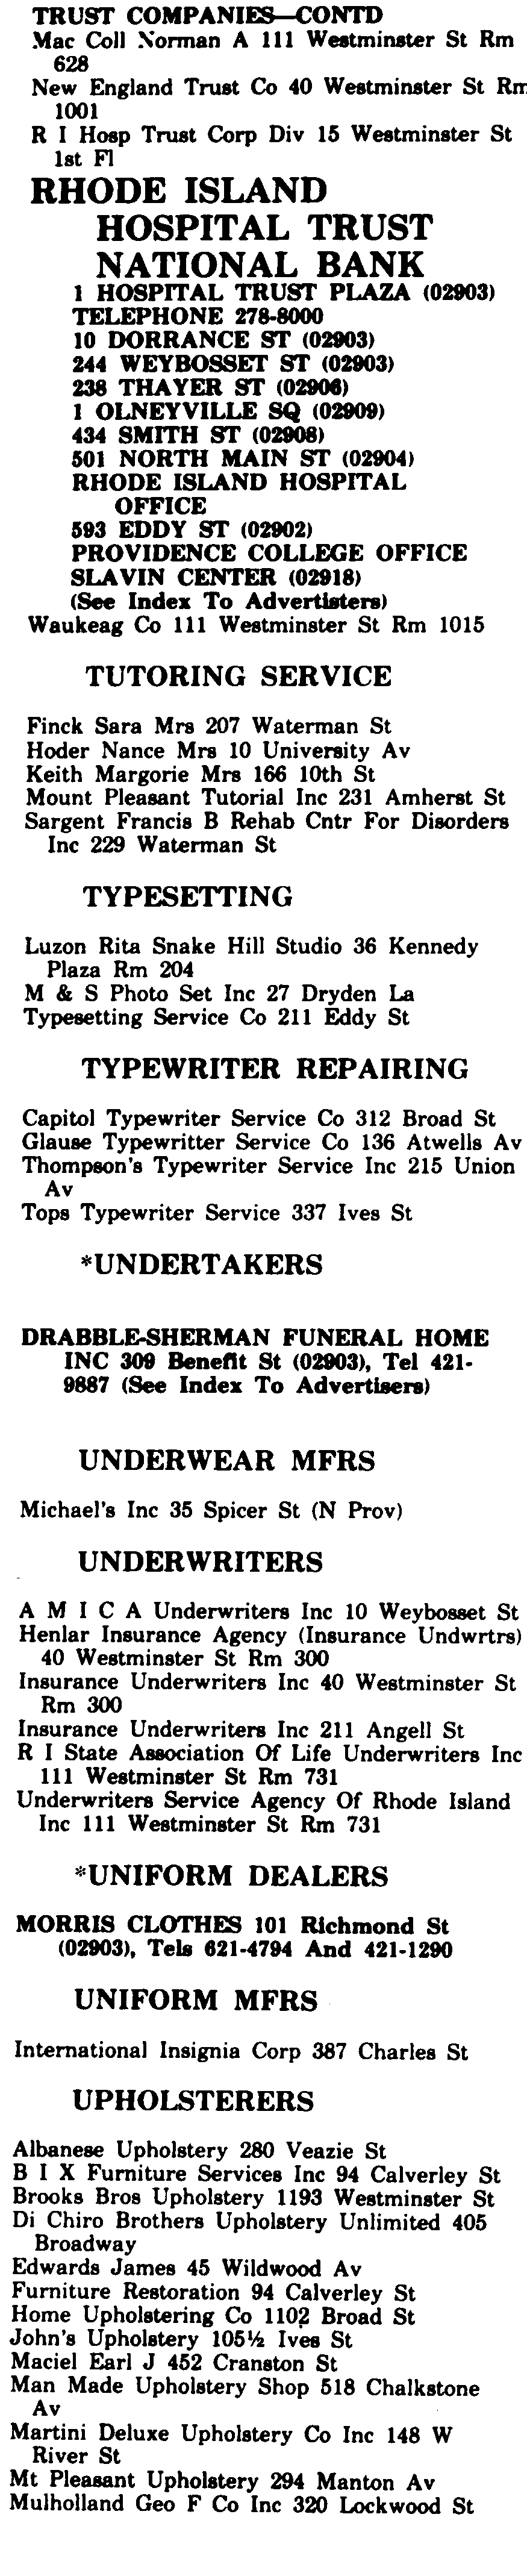 TRUST COMPANIES—CONTD
Mac Coll Norman A 111 Westminster St Rm
628
New England Trust Co 40 Westminster St Rm
1001
R I Hosp Trust Corp Div 15 Westminster St
1st Fl
RHODE ISLAND
HOSPITAL TRUST
NATIONAL BANK
1 HOSPITAL TRUST PLAZA (02903)
TELEPHONE 278-8000
10 DORRANCE ST (02903)
244 WEYBOSSET ST (02903)
238 THAYER ST (02906)
1 OLNEYVILLE SQ (02909)
434 SMITH ST (02908)
501 NORTH MAIN ST (02904)
RHODE ISLAND HOSPITAL
OFFICE
593 EDDY ST (02902)
PROVIDENCE COLLEGE OFFICE
SLAVIN CENTER (02918)
(See Index To Advertisters)
Waukeag Co 111 Westminster St Rm 1015
TUTORING SERVICE
Finck Sara Mrs 207 Waterman St
Hoder Nance Mrs 10 University Av
Keith Margorie Mrs 166 10th St
Mount Pleasant Tutorial Inc 231 Amherst St
Sargent Francis B Rehab Cntr For Disorders
Inc 229 Waterman St
TYPESETTING
Luzon Rita Snake Hill Studio 36 Kennedy
Plaza Rm 204
M & S Photo Set Inc 27 Dryden La
Typesetting Service Co 211 Eddy St
TYPEWRITER REPAIRING
Capitol Typewriter Service Co 312 Broad St
Glause Typewritter Service Co 136 Atwells Av
Thompson's Typewriter Service Inc 215 Union
Av
Tops Typewriter Service 337 Ives St
*UNDERTAKERS
DRABBLE-SHERMAN FUNERAL HOME
INC 309 Benefit St (02903), Tel 421-
9887 (See Index To Advertisers)
UNDERWEAR MFRS
Michael's Inc 35 Spicer St (N Prov)
UNDERWRITERS
A M I C A Underwriters Inc 10 Weybosset St
Henlar Insurance Agency (Insurance Undwrtrs)
40 Westminster St Rm 300
Insurance Underwriters Inc 40 Westminster St
Rm 300
Insurance Underwriters Inc 211 Angell St
R I State Association Of Life Underwriters Inc
111 Westminster St Rm 731
Underwriters Service Agency Of Rhode Island
Inc 111 Westminster St Rm 731
*UNIFORM DEALERS
MORRIS CLOTHES 101 Richmond St
(02903), Tels 621-4794 And 421-1290
UNIFORM MFRS
International Insignia Corp 387 Charles St
UPHOLSTERERS
Albanese Upholstery 280 Veazie St
B I X Furniture Services Inc 94 Calverley St
Brooks Bros Upholstery 1193 Westminster St
Di Chiro Brothers Upholstery Unlimited 405
Broadway
Edwards James 45 Wildwood Av
Furniture Restoration 94 Calverley St
Home Upholstering Co 1102 Broad St
John's Upholstery 105½ Ives St
Maciel Earl J 452 Cranston St
Man Made Upholstery Shop 518 Chalkstone
Av
Martini Deluxe Upholstery Co Inc 148 W
River St
Mt Pleasant Upholstery 294 Manton Av
Mulholland Geo F Co Inc 320 Lockwood St